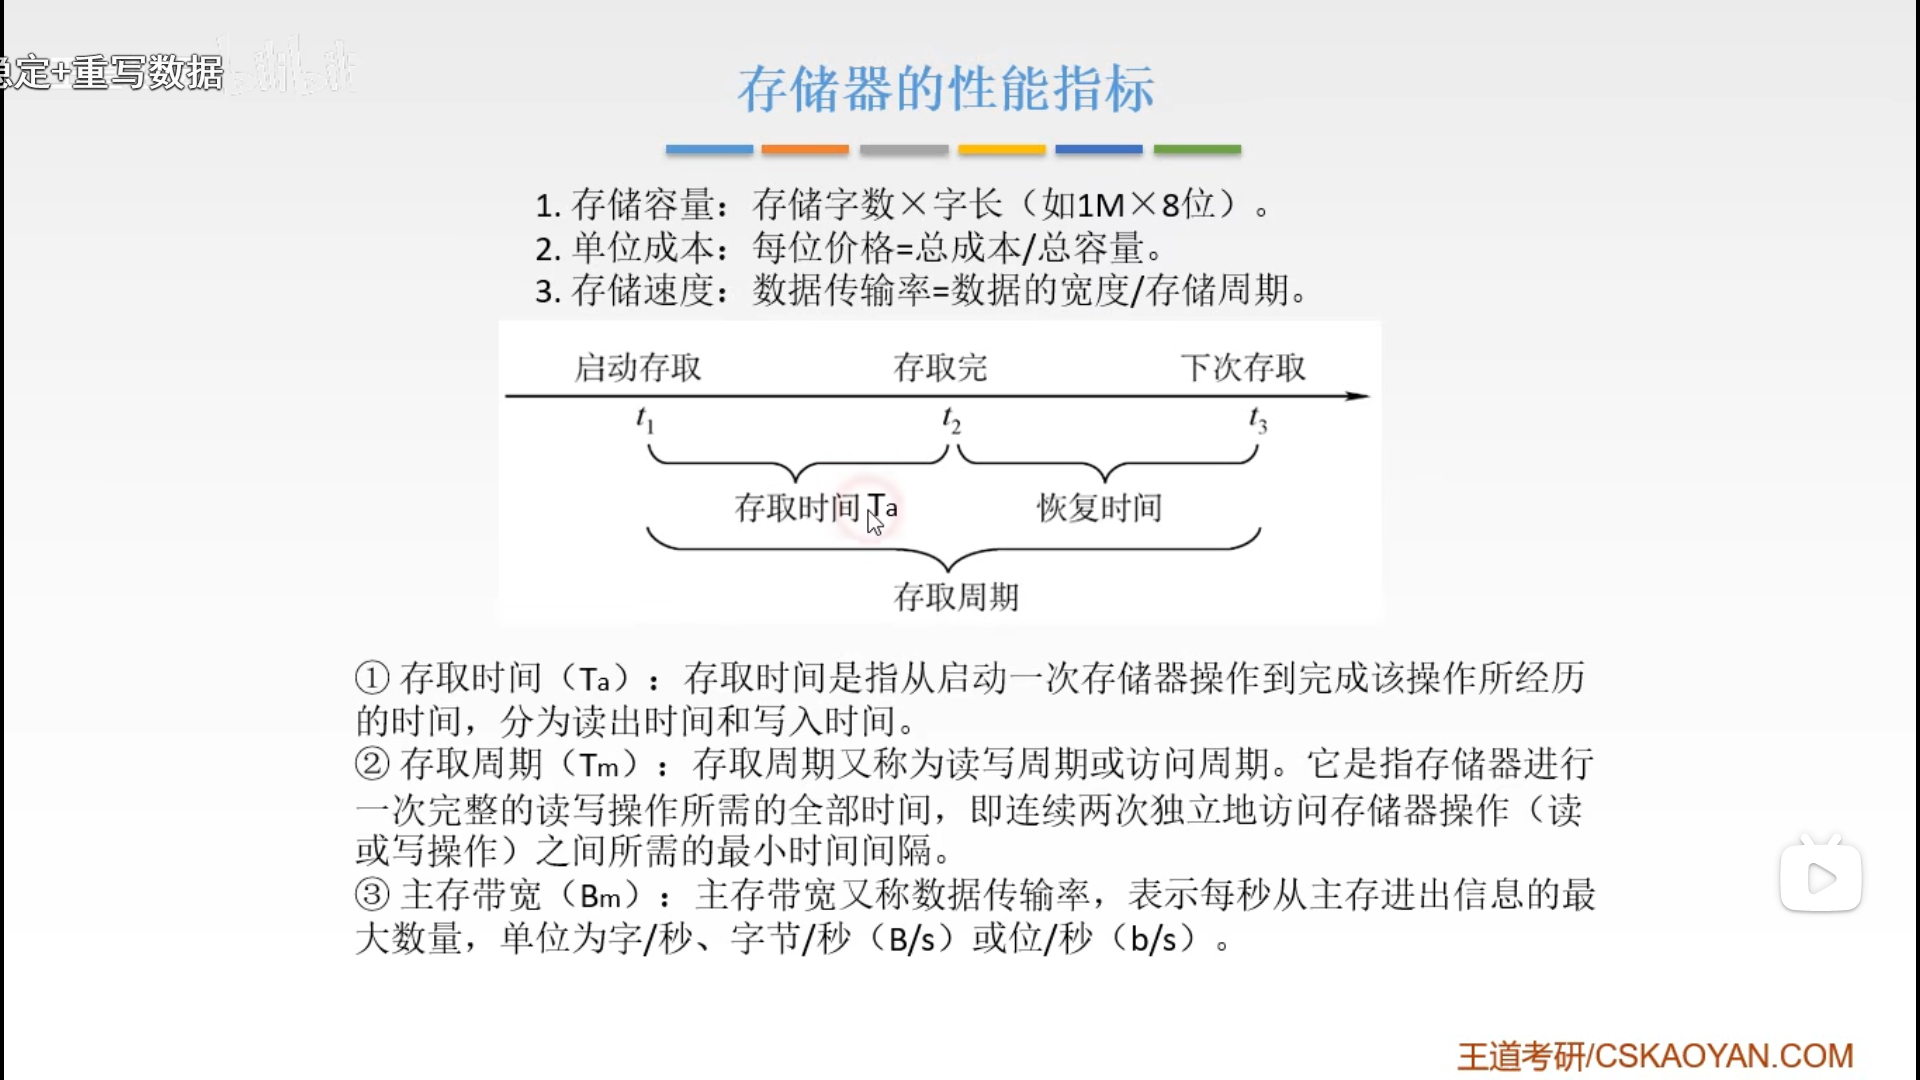 定+重写数据
存储器的性能指标
1. 存储容量：存储字数×字长（如1M×8位）。
2. 单位成本：每位价格=总成本/总容量。
3. 存储速度：数据传输率=数据的宽度/存储周期。
启动存取 存取完 下次存取
t1 t2 t3
存取时间 Ta 恢复时间
存取周期
① 存取时间（Ta）：存取时间是指从启动一次存储器操作到完成该操作所经历
的时间，分为读出时间和写入时间。
② 存取周期（Tm）：存取周期又称为读写周期或访问周期。它是指存储器进行
一次完整的读写操作所需的全部时间，即连续两次独立地访问存储器操作（读
或写操作）之间所需的最小时间间隔。
③ 主存带宽（Bm）：主存带宽又称数据传输率，表示每秒从主存进出信息的最
大数量，单位为字/秒、字节/秒（B/s）或位/秒（b/s）。
王道考研/CSKAOYAN.COM